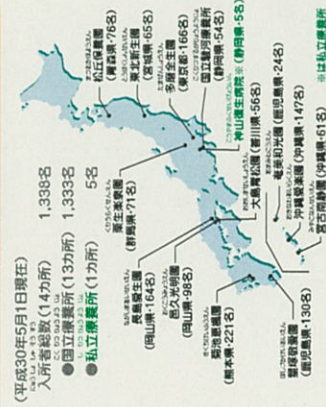 (平成30年5月1日現在)
入所者総数(14カ所) 1,338名
●国立療養所(13カ所) 1,333名
●私立療養所(1カ所) 5名
松丘保養園
(青森県・76名)
東北新生園
(宮城県・65名)
栗生楽泉園
(群馬県・71名)
多磨全生園
(東京都・166名)
国立駿河療養所
(静岡県・54名)
神山復生病院※(静岡県・5名)
長島愛生園
(岡山県・164名)
邑久光明園
(岡山県・98名)
大島青松園(香川県・56名)
菊池恵楓園
(熊本県・221名)
星塚敬愛園
(鹿児島県・130名)
奄美和光園(鹿児島県・24名)
沖縄愛楽園(沖縄県・147名)
宮古南静園(沖縄県・61名)
※は私立療養所